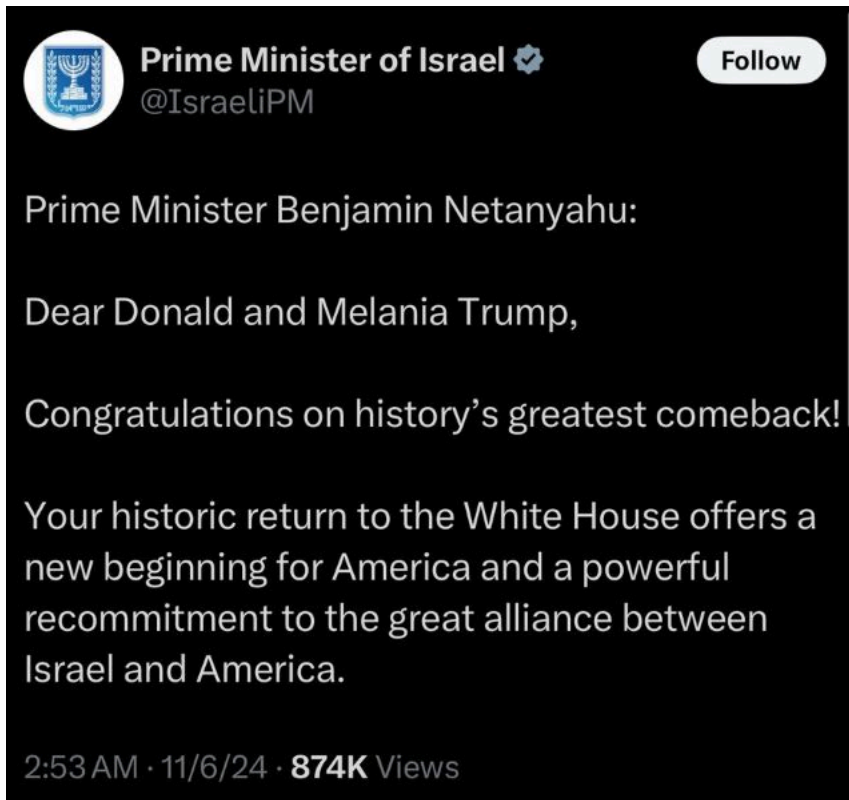 Prime Minister of Israel
Follow
@IsraeliPM
Prime Minister Benjamin Netanyahu:
Dear Donald and Melania Trump,
Congratulations on history’s greatest comeback!
Your historic return to the White House offers a
new beginning for America and a powerful
recommitment to the great alliance between
Israel and America.
2:53 AM · 11/6/24 · 874K Views